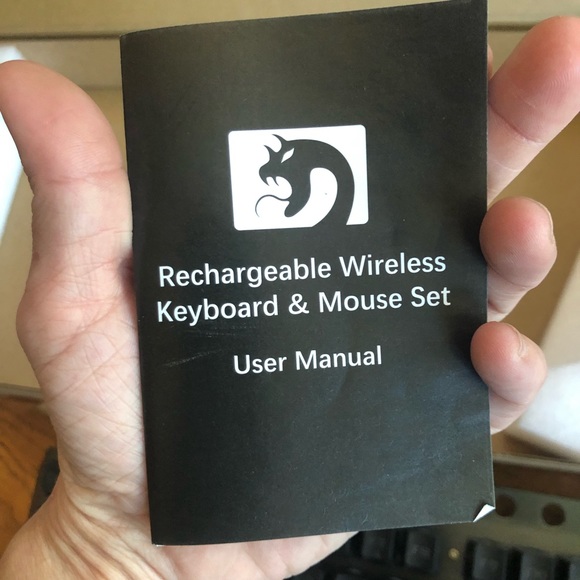 Rechargeable Wireless
Keyboard & Mouse Set
User Manual